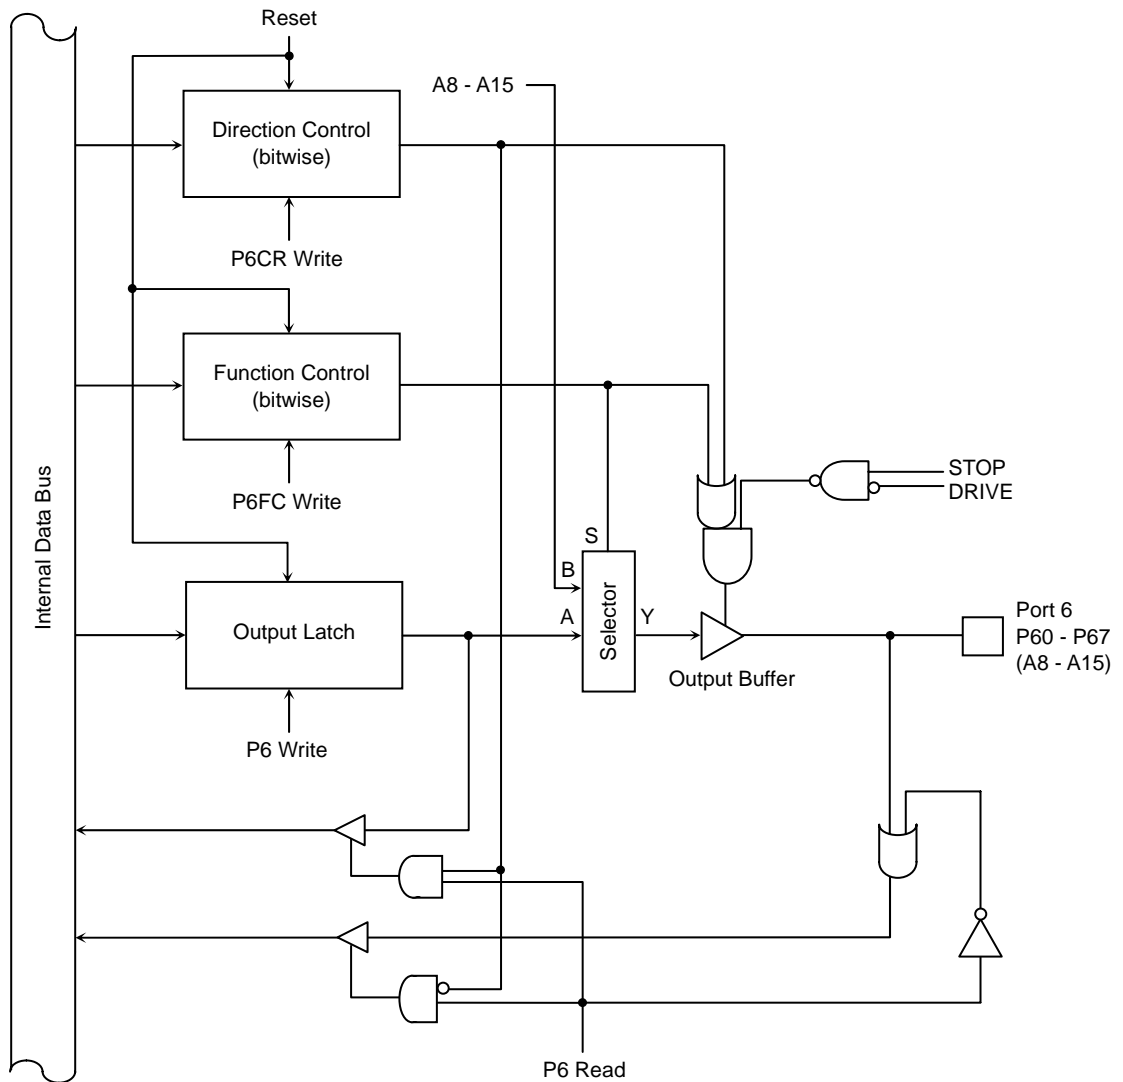 Reset
A8 - A15
Direction Control
(bitwise)
P6CR Write
Function Control
(bitwise)
P6FC Write
STOP
DRIVE
Internal Data Bus
S
B
A
Selector
Y
Output Latch
Output Buffer
Port 6
P60 - P67
(A8 - A15)
P6 Write
P6 Read